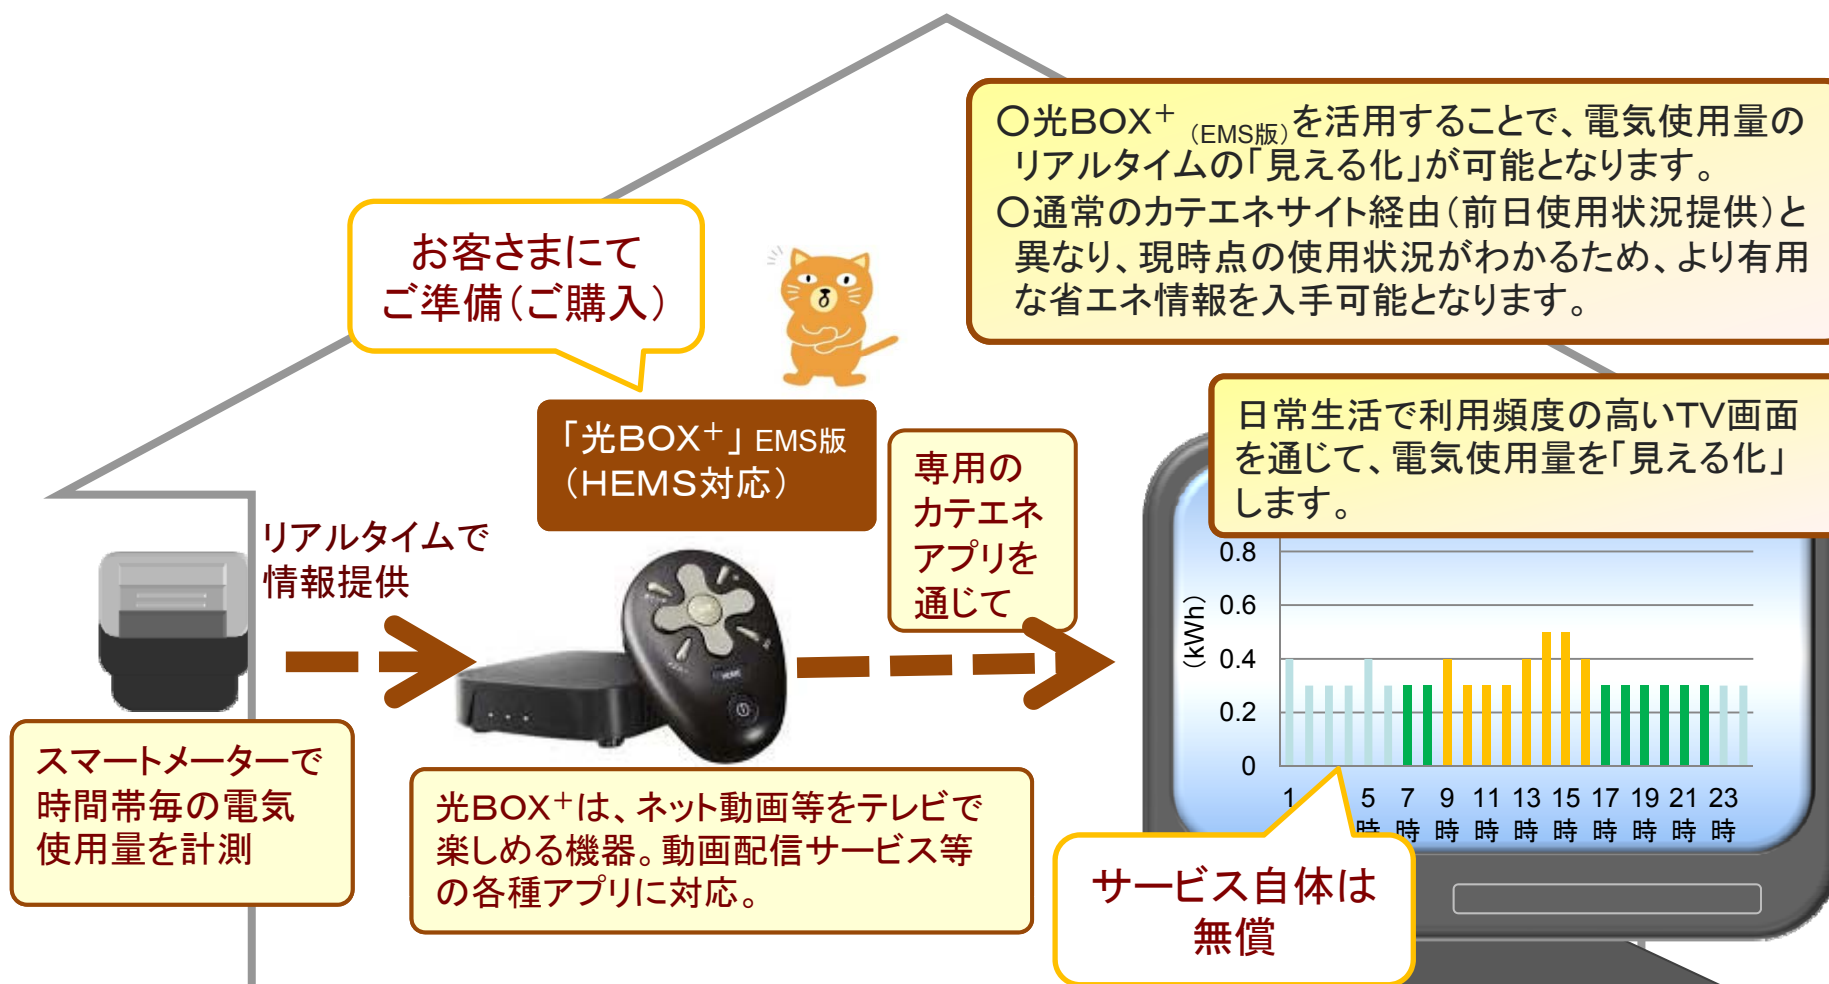 〇光BOX⁺（EMS版）を活用することで、電気使用量の
リアルタイムの「見える化」が可能となります。
〇通常のカテエネサイト経由（前日使用状況提供）と
異なり、現時点の使用状況がわかるため、より有用
な省エネ情報を入手可能となります。
お客さまにて
ご準備（ご購入）
「光BOX⁺」EMS版
（HEMS対応）
専用の
カテエネ
アプリを
通じて
日常生活で利用頻度の高いTV画面
を通じて、電気使用量を「見える化」
します。
リアルタイムで
情報提供
スマートメーターで
時間帯毎の電気
使用量を計測
光BOX⁺は、ネット動画等をテレビで
楽しめる機器。動画配信サービス等
の各種アプリに対応。
（kWh）
0.8
0.6
0.4
0.2
0
1 5 7 9 11 13 15 17 19 21 23
時 時 時 時 時 時 時 時 時 時
サービス自体は
無償